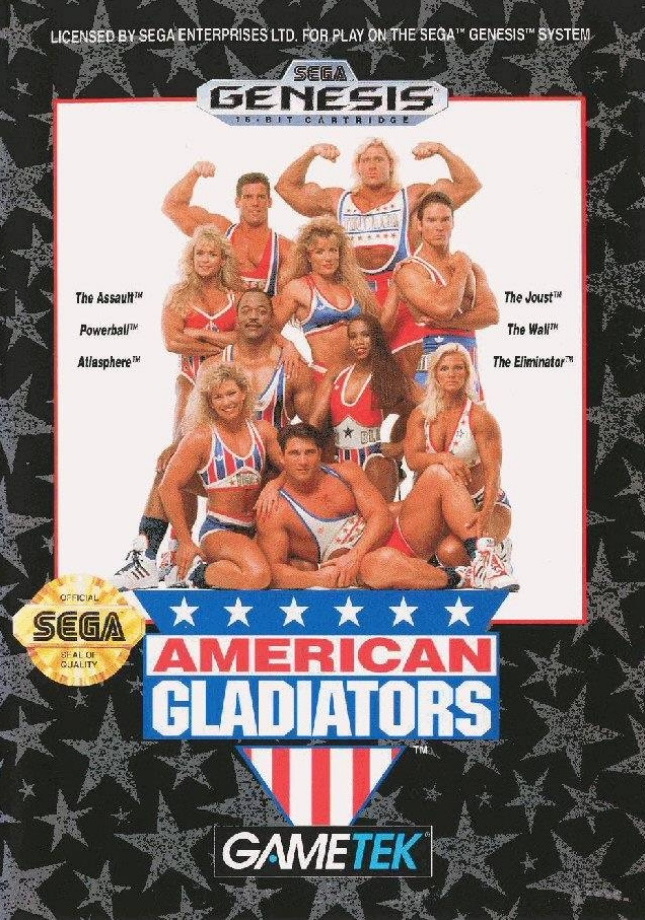 LICENSED BY SEGA ENTERPRISES LTD. FOR PLAY ON THE SEGA™ GENESIS™ SYSTEM
SEGA
GENESIS™
16-BIT CARTRIDGE
The Assault™
Powerball™
Atlasphere™
The Joust™
The Wall™
The Eliminator™
OFFICIAL
SEGA
SEAL OF
QUALITY
AMERICAN
GLADIATORS
™
GAMETEK®